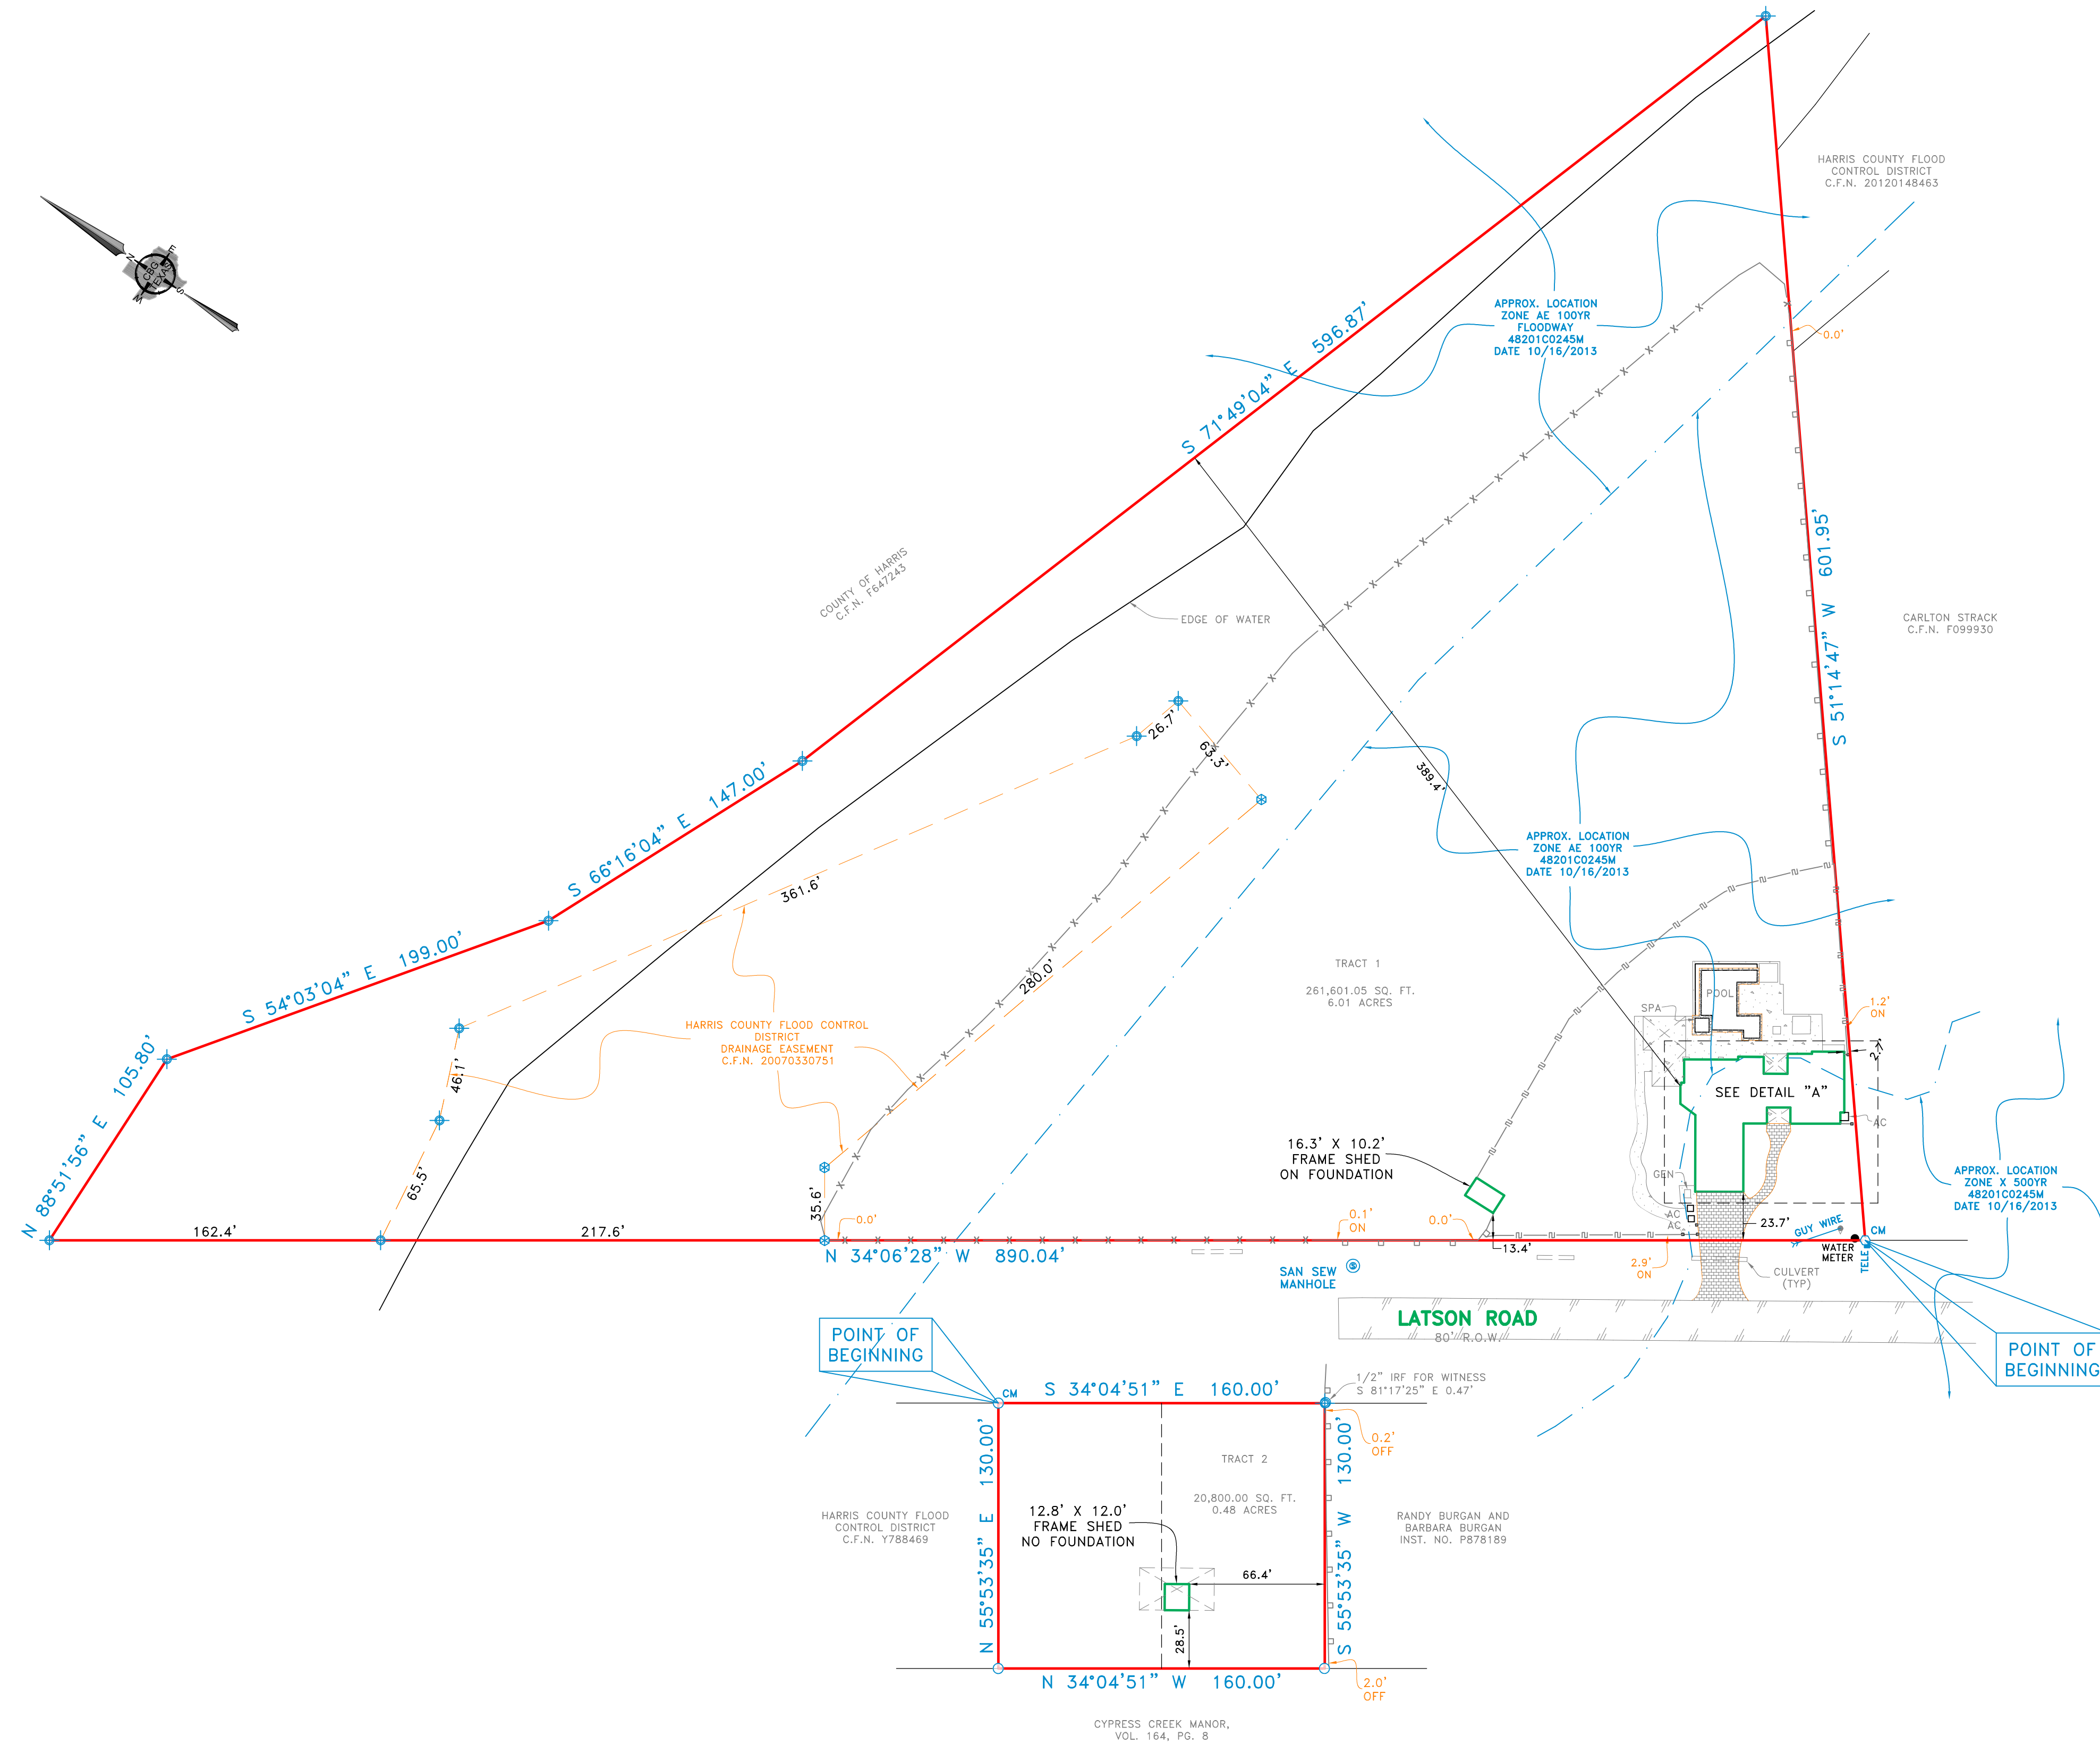 HARRIS COUNTY FLOOD
CONTROL DISTRICT
C.F.N. 20120148463
N
E
CBG
TEXAS
W
S
APPROX. LOCATION
ZONE AE 100YR
FLOODWAY
48201C0245M
DATE 10/16/2013
0.0'
S 71°49'04" E 596.87'
S 51°14'47" W 601.95'
COUNTY OF HARRIS
C.F.N. F647243
EDGE OF WATER
CARLTON STRACK
C.F.N. F099930
26.7'
63.3'
389.4'
S 66°16'04" E 147.00'
361.6'
APPROX. LOCATION
ZONE AE 100YR
48201C0245M
DATE 10/16/2013
S 54°03'04" E 199.00'
280.0'
TRACT 1
261,601.05 SQ. FT.
6.01 ACRES
POOL
SPA
1.2'
ON
2.7'
HARRIS COUNTY FLOOD CONTROL
DISTRICT
DRAINAGE EASEMENT
C.F.N. 20070330751
46.1'
SEE DETAIL "A"
AC
N 88°51'56" E 105.80'
65.5'
35.6'
16.3' X 10.2'
FRAME SHED
ON FOUNDATION
GEN
APPROX. LOCATION
ZONE X 500YR
48201C0245M
DATE 10/16/2013
AC
AC
23.7'
GUY WIRE
CM
162.4'
217.6'
0.0'
0.1'
ON
0.0'
13.4'
WATER
METER
TELE
N 34°06'28" W 890.04'
2.9'
ON
SAN SEW
MANHOLE
S
CULVERT
(TYP)
LATSON ROAD
80' R.O.W.
POINT OF
BEGINNING
POINT OF
BEGINNING
CM
S 34°04'51" E 160.00'
1/2" IRF FOR WITNESS
S 81°17'25" E 0.47'
0.2'
OFF
N 55°53'35" E 130.00'
S 55°53'35" W 130.00'
TRACT 2
20,800.00 SQ. FT.
0.48 ACRES
12.8' X 12.0'
FRAME SHED
NO FOUNDATION
HARRIS COUNTY FLOOD
CONTROL DISTRICT
C.F.N. Y788469
RANDY BURGAN AND
BARBARA BURGAN
INST. NO. P878189
66.4'
28.5'
N 34°04'51" W 160.00'
2.0'
OFF
CYPRESS CREEK MANOR,
VOL. 164, PG. 8